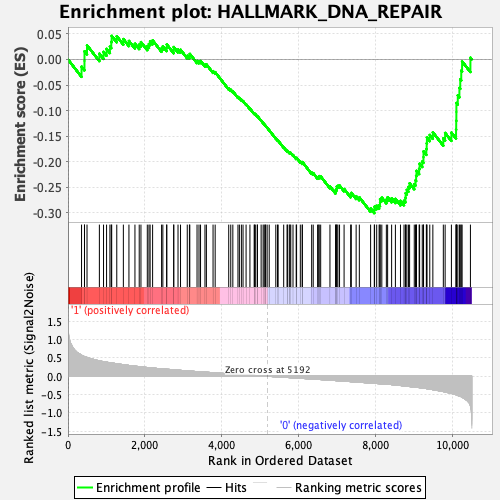 Enrichment plot: HALLMARK_DNA_REPAIR
Enrichment score (ES)
0.05
0.00
-0.05
-0.10
-0.15
-0.20
-0.25
-0.30
'1' (positively correlated)
Ranked list metric (Signal2Noise)
1.5
1.0
0.5
0.0
-0.5
-1.0
-1.5
Zero cross at 5192
'0' (negatively correlated)
0
2,000
4,000
6,000
8,000
10,000
Rank in Ordered Dataset
Enrichment profile
Hits
Ranking metric scores